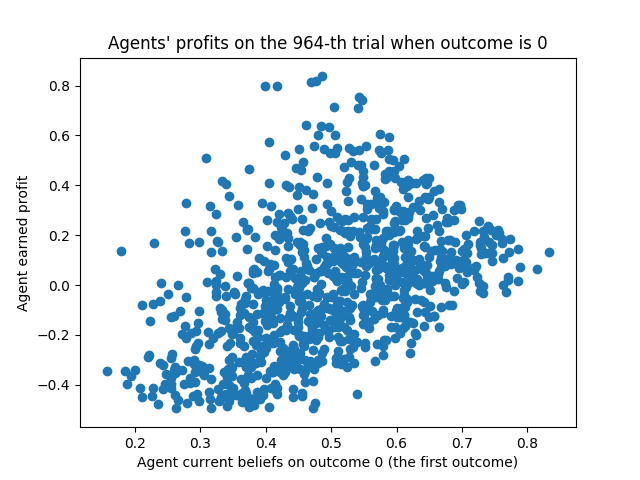 Agents' profits on the 964-th trial when outcome is 0
Agent earned profit
0.8
0.6
0.4
0.2
0.0
−0.2
−0.4
0.2 0.3 0.4 0.5 0.6 0.7 0.8
Agent current beliefs on outcome 0 (the first outcome)